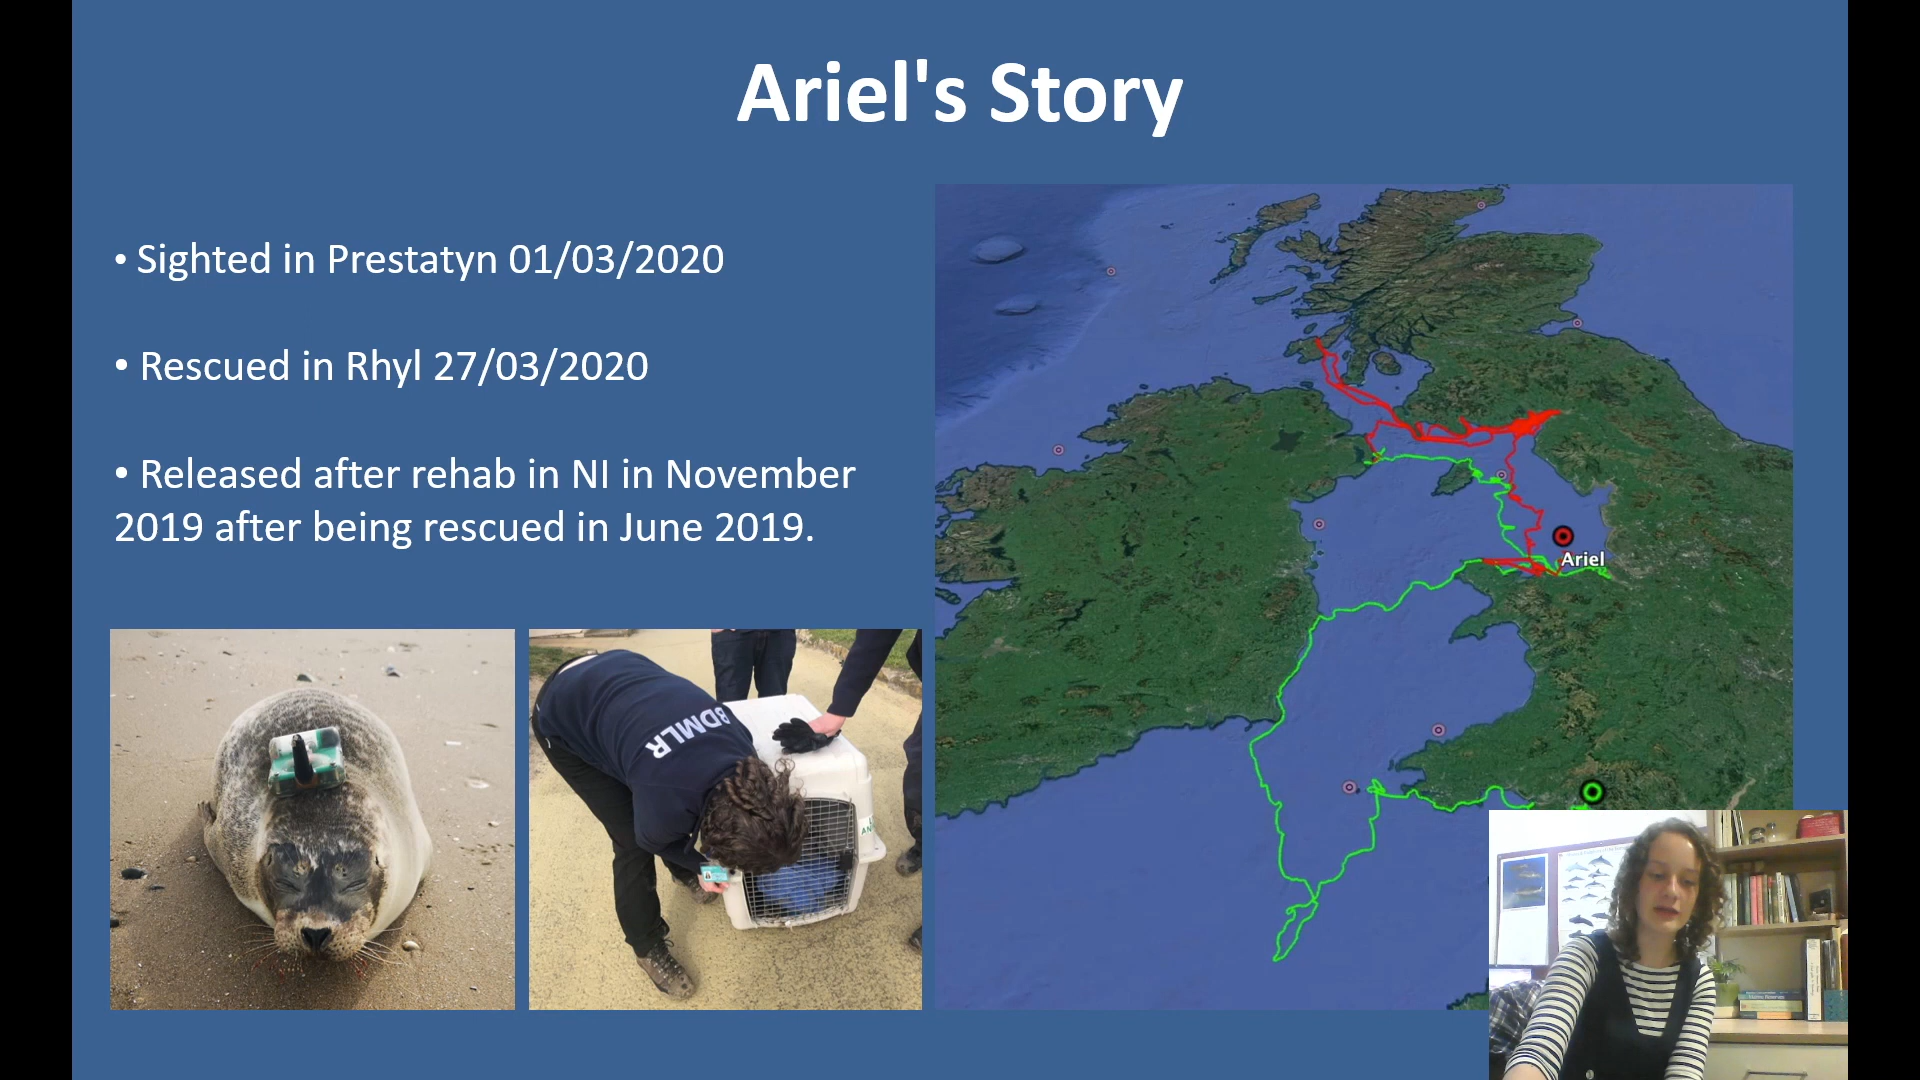 Ariel's Story
• Sighted in Prestatyn 01/03/2020
• Rescued in Rhyl 27/03/2020
• Released after rehab in NI in November
2019 after being rescued in June 2019.
Ariel
BDMLR